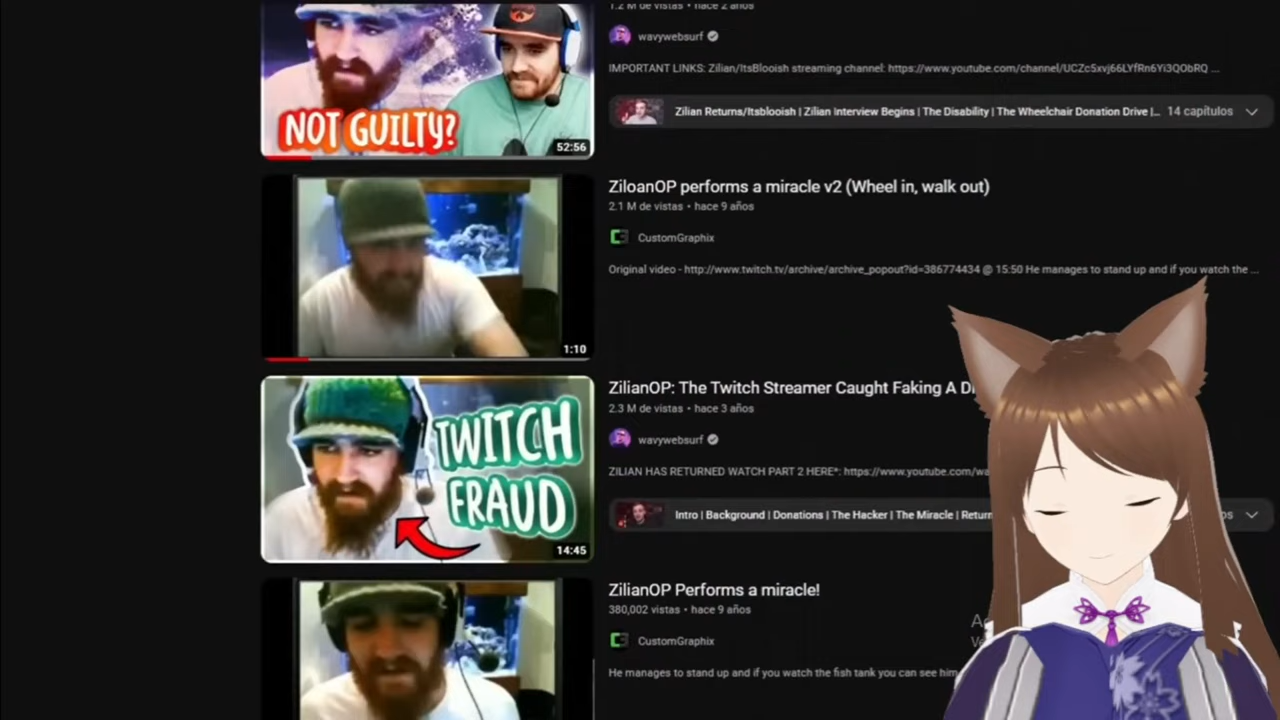 1.2 M de vistas • hace 2 años
wavywebsurf
IMPORTANT LINKS: Zilian/ItsBlooish streaming channel: https://www.youtube.com/channel/UCZc5xvj66LYfRn6Yi3QObRQ ...
NOT GUILTY?
52:56
Zilian Returns/Itsblooish | Zilian Interview Begins | The Disability | The Wheelchair Donation Drive |... 14 capítulos
ZiloanOP performs a miracle v2 (Wheel in, walk out)
2.1 M de vistas • hace 9 años
CustomGraphix
Original video - http://www.twitch.tv/archive/archive_popout?id=386774434 @ 15:50 He manages to stand up and if you watch the ...
1:10
ZilianOP: The Twitch Streamer Caught Faking A Di
2.3 M de vistas • hace 3 años
wavywebsurf
ZILIAN HAS RETURNED WATCH PART 2 HERE*: https://www.youtube.com/wa
TWITCH
FRAUD
14:45
Intro | Background | Donations | The Hacker | The Miracle | Return
ZilianOP Performs a miracle!
380,002 vistas • hace 9 años
CustomGraphix
He manages to stand up and if you watch the fish tank you can see him